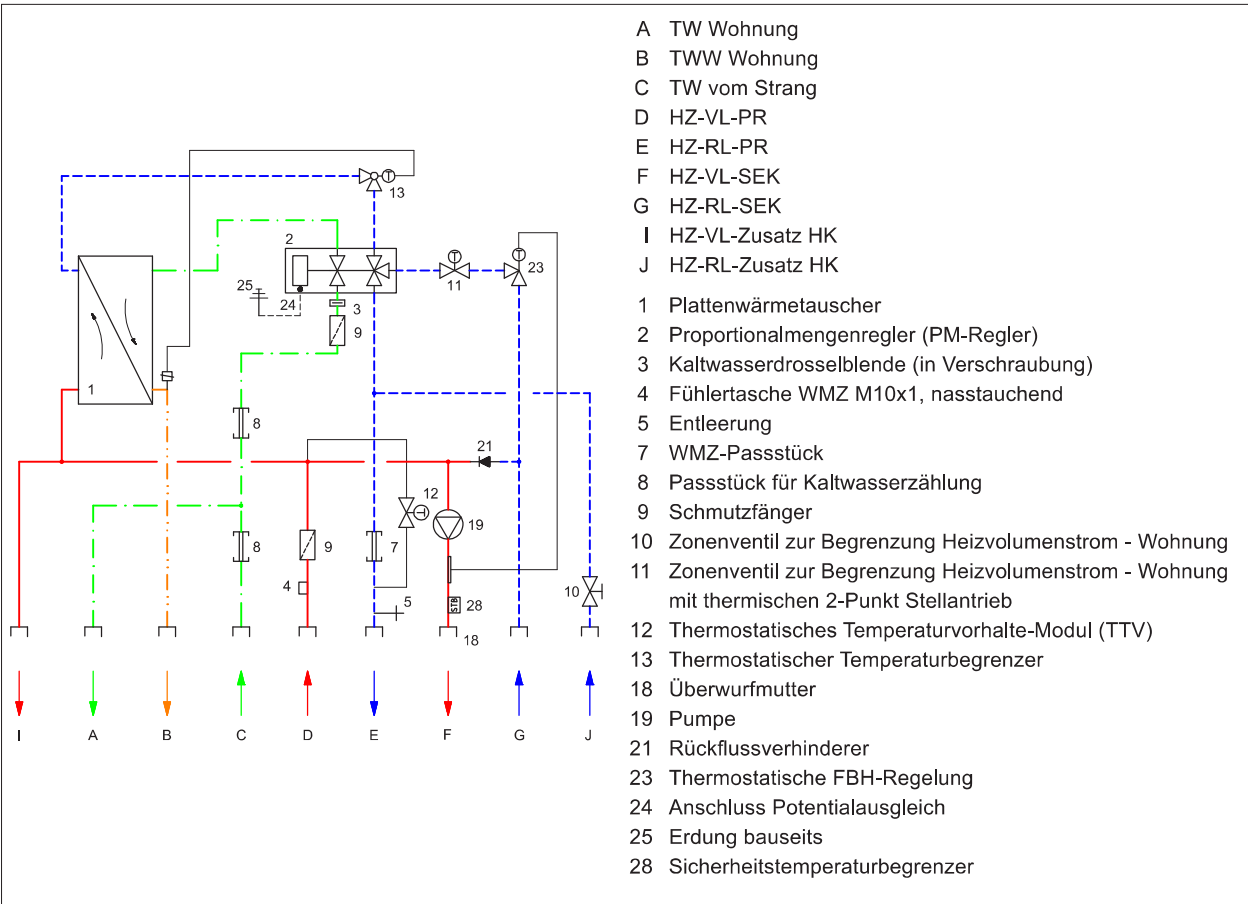 A TW Wohnung
B TWW Wohnung
C TW vom Strang
D HZ-VL-PR
E HZ-RL-PR
F HZ-VL-SEK
G HZ-RL-SEK
I HZ-VL-Zusatz HK
J HZ-RL-Zusatz HK
1 Plattenwärmetauscher
2 Proportionalmengenregler (PM-Regler)
3 Kaltwasserdrosselblende (in Verschraubung)
4 Fühlertasche WMZ M10x1, nasstauchend
5 Entleerung
7 WMZ-Passstück
8 Passstück für Kaltwasserzählung
9 Schmutzfänger
10 Zonenventil zur Begrenzung Heizvolumenstrom - Wohnung
11 Zonenventil zur Begrenzung Heizvolumenstrom - Wohnung
mit thermischen 2-Punkt Stellantrieb
12 Thermostatisches Temperaturvorhalte-Modul (TTV)
13 Thermostatischer Temperaturbegrenzer
18 Überwurfmutter
19 Pumpe
21 Rückflussverhinderer
23 Thermostatische FBH-Regelung
24 Anschluss Potentialausgleich
25 Erdung bauseits
28 Sicherheitstemperaturbegrenzer
T
13
2
T
T
23
11
25
24
3
9
1
8
21
12
T
19
8
9
7
4
5
STB
28
10
18
I A B C D E F G J